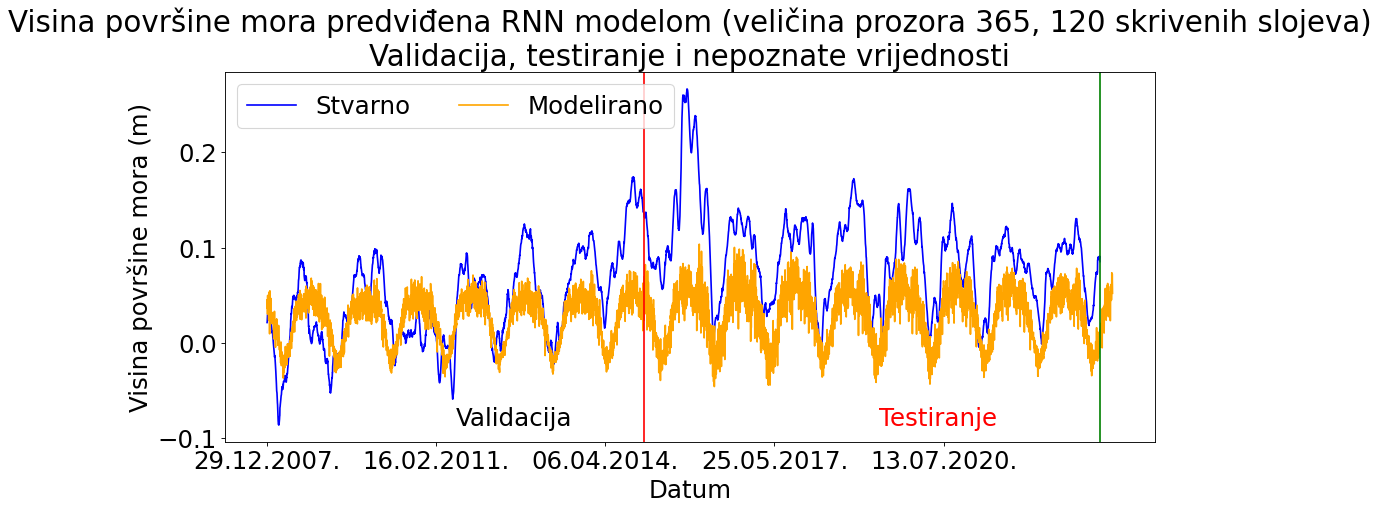 Visina površine mora predviđena RNN modelom (veličina prozora 365, 120 skrivenih slojeva)
Validacija, testiranje i nepoznate vrijednosti
Stvarno
Modelirano
Visina površine mora (m)
0.2
0.1
0.0
−0.1
Validacija
Testiranje
29.12.2007.
16.02.2011.
06.04.2014.
25.05.2017.
13.07.2020.
Datum